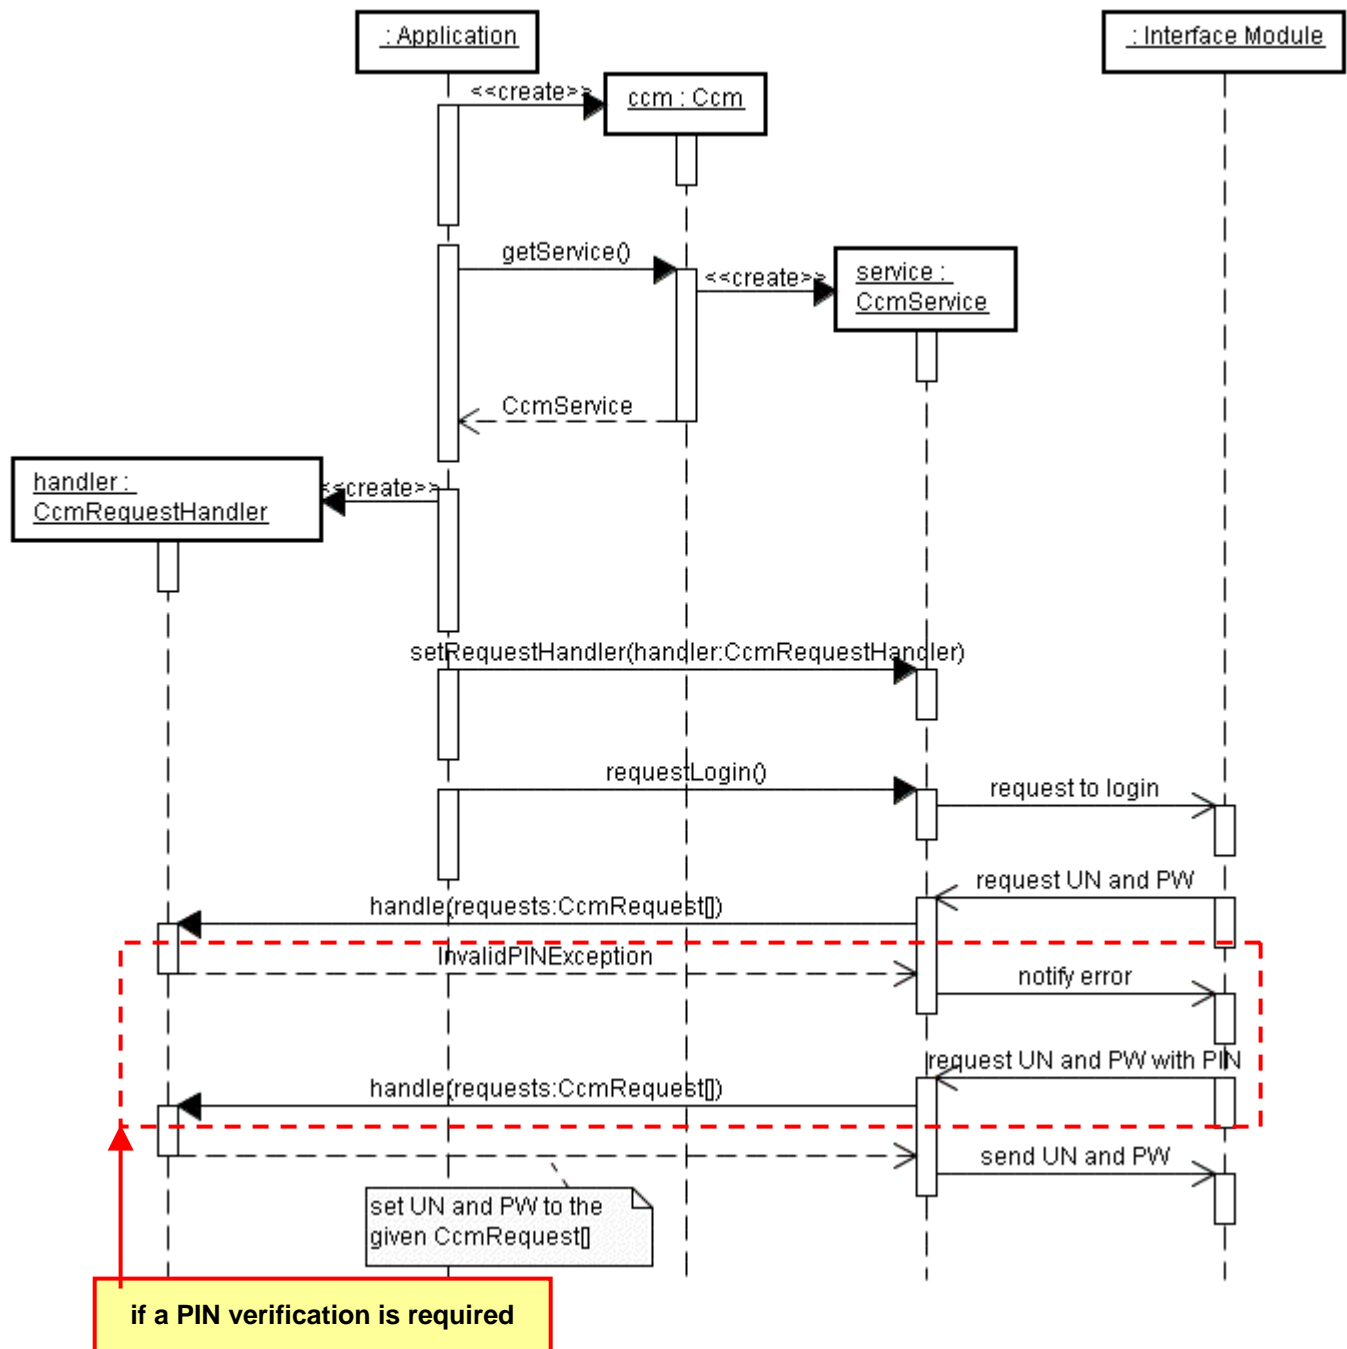 : Application
: Interface Module
<<create>>
ccm : Ccm
getService()
<<create>>
service :
CcmService
CcmService
handler :
CcmRequestHandler
<<create>>
setRequestHandler(handler:CcmRequestHandler)
requestLogin()
request to login
request UN and PW
handle(requests:CcmRequest[])
InvalidPINException
notify error
request UN and PW with PIN
handle(requests:CcmRequest[])
send UN and PW
set UN and PW to the
given CcmRequest[]
if a PIN verification is required